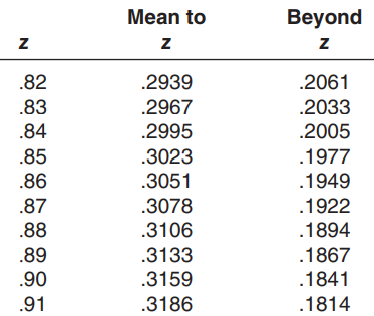 Mean to Beyond
z z z
.82 .2939 .2061
.83 .2967 .2033
.84 .2995 .2005
.85 .3023 .1977
.86 .3051 .1949
.87 .3078 .1922
.88 .3106 .1894
.89 .3133 .1867
.90 .3159 .1841
.91 .3186 .1814